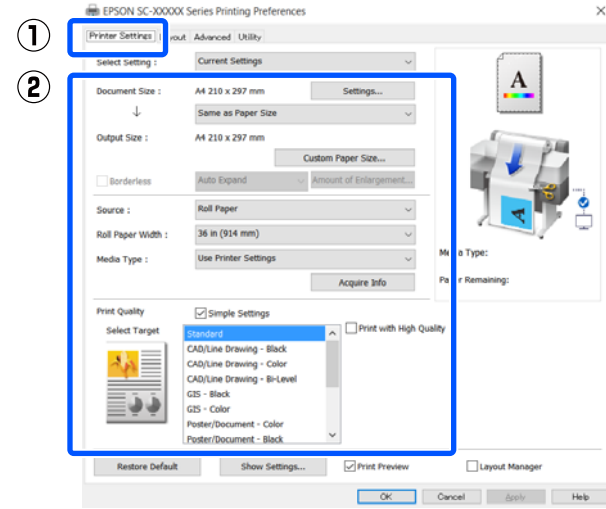 EPSON SC-XXXXX Series Printing Preferences
1
Printer Settings yout Advanced Utility
2
Select Setting : Current Settings
Document Size : A4 210 x 297 mm Settings...
↓ Same as Paper Size
Output Size : A4 210 x 297 mm
Custom Paper Size...
Borderless Auto Expand Amount of Enlargement...
Source : Roll Paper
Roll Paper Width : 36 in (914 mm)
Media Type : Use Printer Settings
Acquire Info
A
Me a Type:
Pa r Remaining:
Print Quality Simple Settings
Select Target
Standard Print with High Quality
CAD/Line Drawing - Black
CAD/Line Drawing - Color
CAD/Line Drawing - Bi-Level
GIS - Black
GIS - Color
Poster/Document - Color
Poster/Document - Black
Restore Default Show Settings... Print Preview Layout Manager
OK Cancel Apply Help